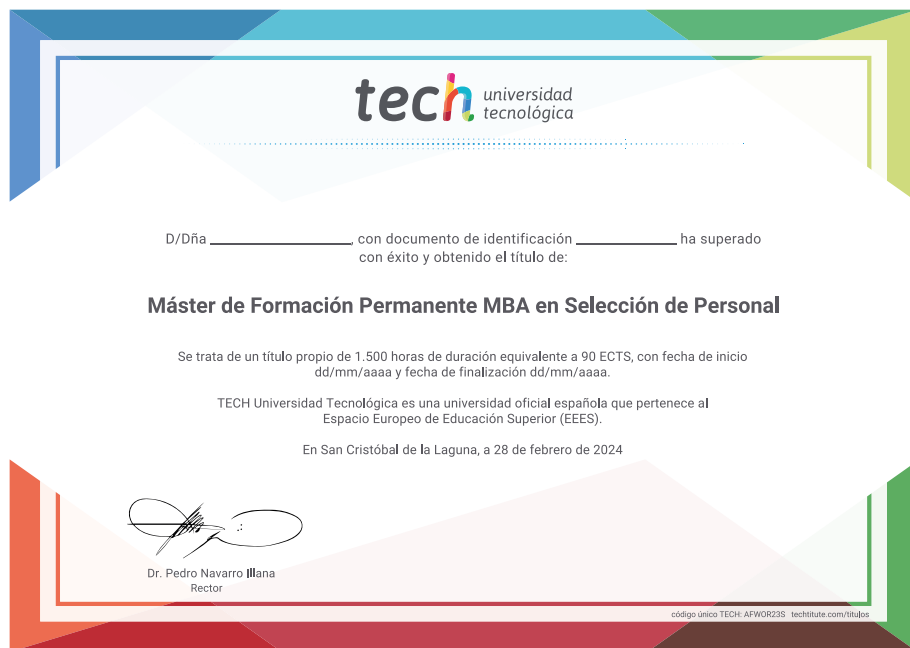 tech universidad
tecnológica
D/Dña ____________________, con documento de identificación ______________ ha superado
con éxito y obtenido el título de:
Máster de Formación Permanente MBA en Selección de Personal
Se trata de un título propio de 1.500 horas de duración equivalente a 90 ECTS, con fecha de inicio
dd/mm/aaaa y fecha de finalización dd/mm/aaaa.
TECH Universidad Tecnológica es una universidad oficial española que pertenece al
Espacio Europeo de Educación Superior (EEES).
En San Cristóbal de la Laguna, a 28 de febrero de 2024
Dr. Pedro Navarro Illana
Rector
código único TECH: AFWOR23S techtitute.com/titulos